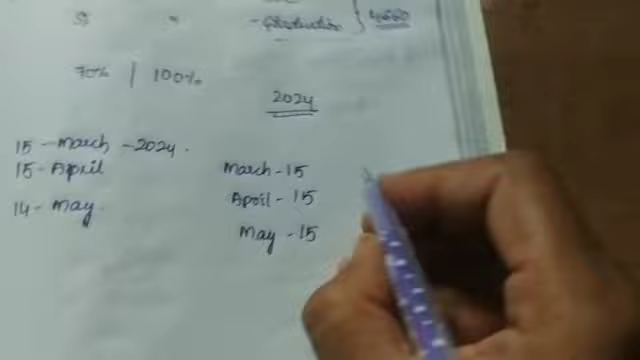 70% | 100%
2024
15 - March - 2024.
15 - April
14 - May.
March - 15
April - 15
May - 15